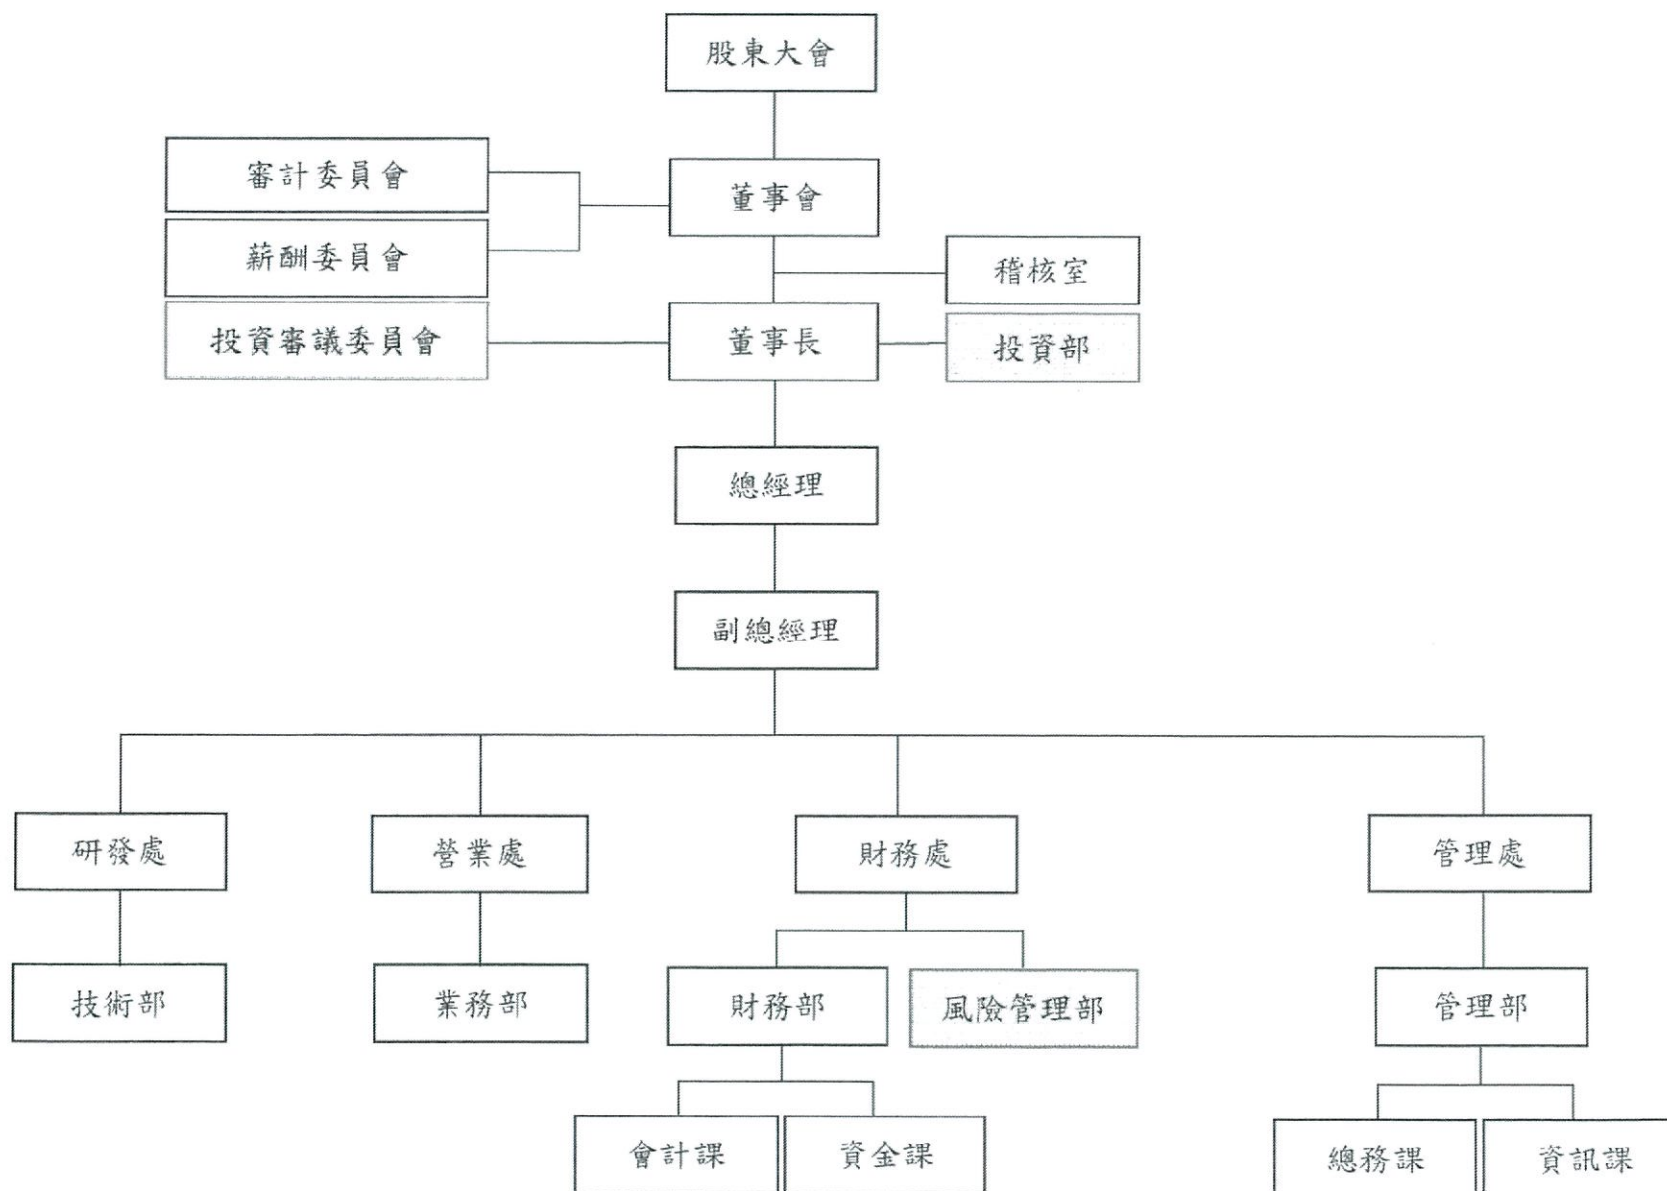 股東大會
審計委員會
董事會
薪酬委員會
稽核室
投資審議委員會
董事長
投資部
總經理
副總經理
研發處
營業處
財務處
管理處
技術部
業務部
財務部
風險管理部
管理部
會計課
資金課
總務課
資訊課